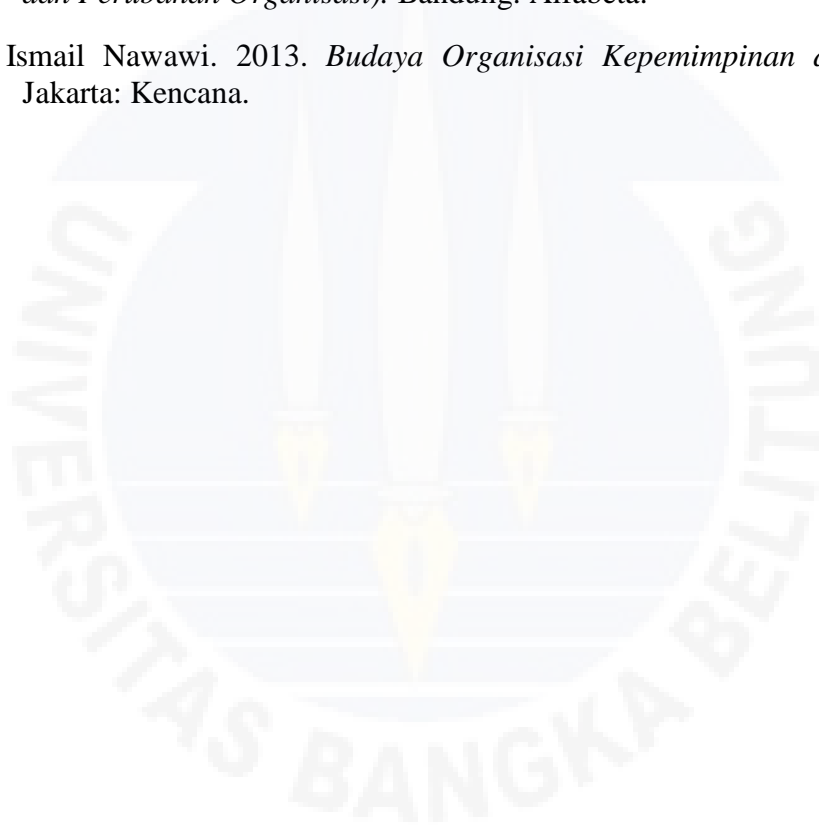 dan Perubahan Organisasi). Bandung: Alfabeta.
Ismail Nawawi. 2013. Budaya Organisasi Kepemimpinan
Jakarta: Kencana.
UNIVERSITAS BANGKA BELITUNG